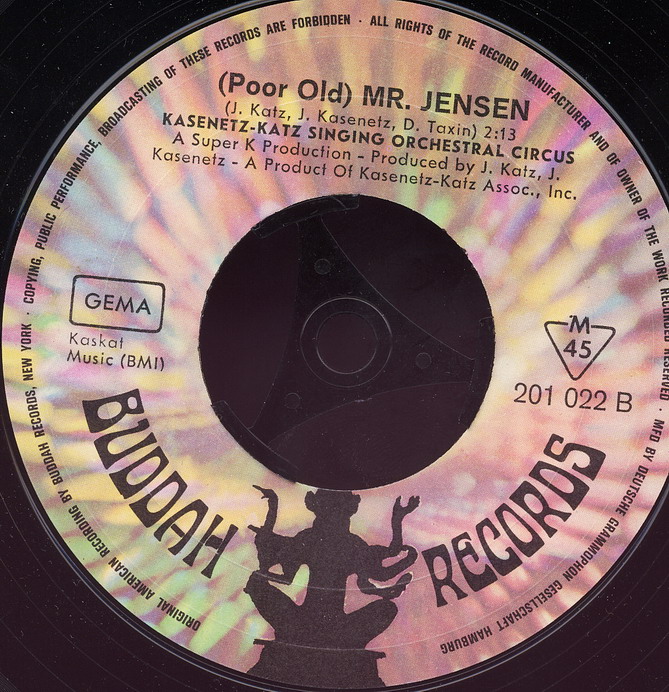 (Poor Old) MR. JENSEN
(J. Katz, J. Kasenetz, D. Taxin) 2:13
KASENETZ-KATZ SINGING ORCHESTRAL CIRCUS
A Super K Production - Produced by J. Katz, J.
Kasenetz - A Product Of Kasenetz-Katz Assoc., Inc.
GEMA
Kaskat
Music (BMI)
M
45
201 022 B
BUDDAH RECORDS
ORIGINAL AMERICAN RECORDING BY BUDDAH RECORDS, NEW YORK · COPYING, PUBLIC PERFORMANCE, BROADCASTING OF THESE RECORDS ARE FORBIDDEN · ALL RIGHTS OF THE RECORD MANUFACTURER AND OF OWNER OF THE WORK RECORDED RESERVED · MFD BY DEUTSCHE GRAMMOPHON GESELLSCHAFT HAMBURG